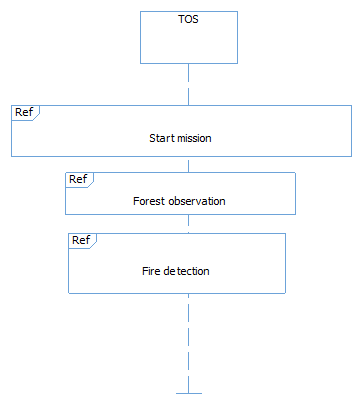 TOS
Ref
Start mission
Ref
Forest observation
Ref
Fire detection